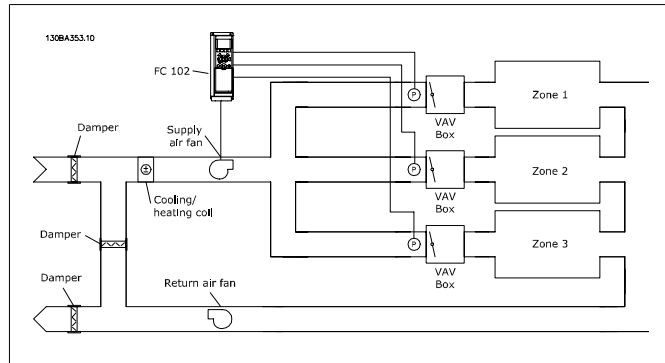 130BA353.10
FC 102
Damper
Supply
air fan
Cooling/
heating coil
Damper
Damper
Return air fan
P
VAV
Box
Zone 1
P
VAV
Box
Zone 2
P
VAV
Box
Zone 3